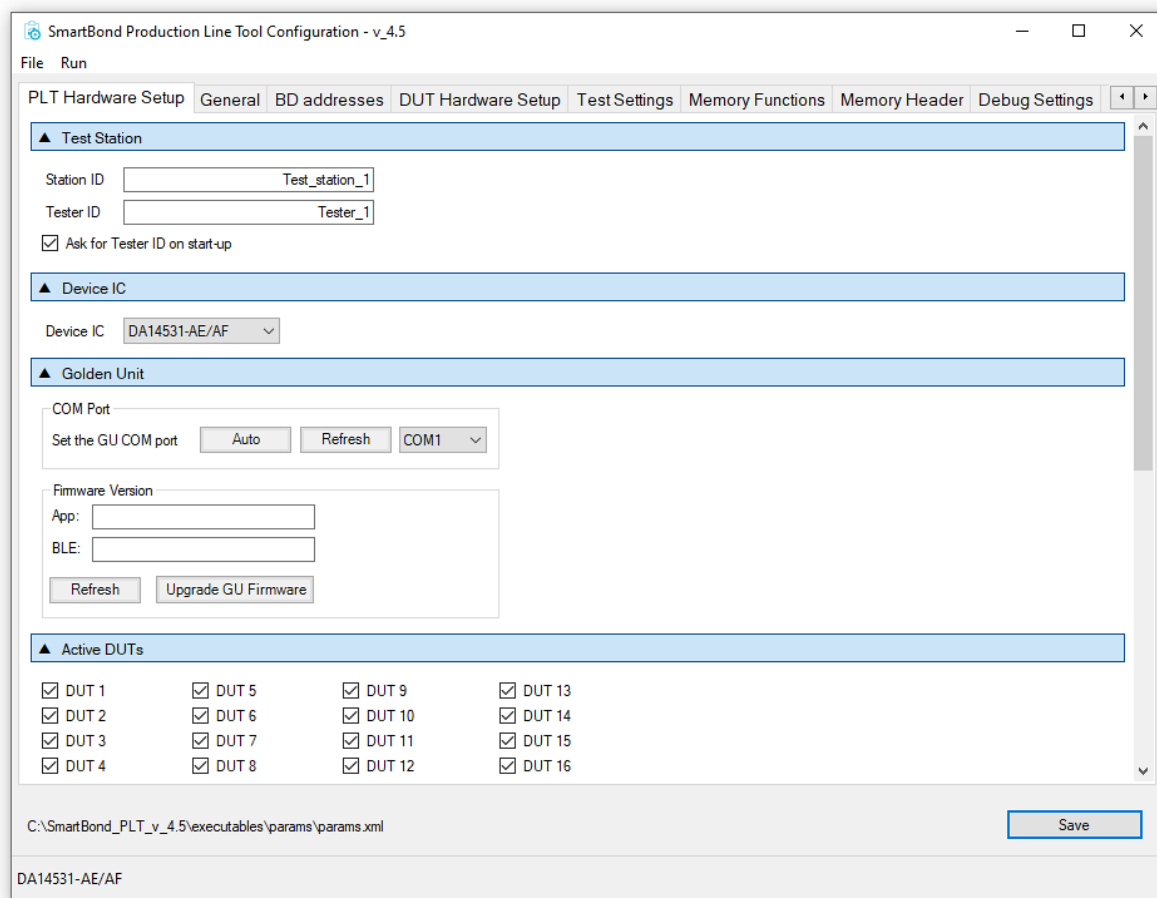 SmartBond Production Line Tool Configuration - v_4.5
File Run
PLT Hardware Setup General BD addresses DUT Hardware Setup Test Settings Memory Functions Memory Header Debug Settings
Test Station
Station ID Test_station_1
Tester ID Tester_1
Ask for Tester ID on start-up
Device IC
Device IC DA14531-AE/AF
Golden Unit
COM Port
Set the GU COM port Auto Refresh COM1
Firmware Version
App:
BLE:
Refresh Upgrade GU Firmware
Active DUTs
DUT 1 DUT 5 DUT 9 DUT 13
DUT 2 DUT 6 DUT 10 DUT 14
DUT 3 DUT 7 DUT 11 DUT 15
DUT 4 DUT 8 DUT 12 DUT 16
C:\SmartBond_PLT_v_4.5\executables\params\params.xml Save
DA14531-AE/AF